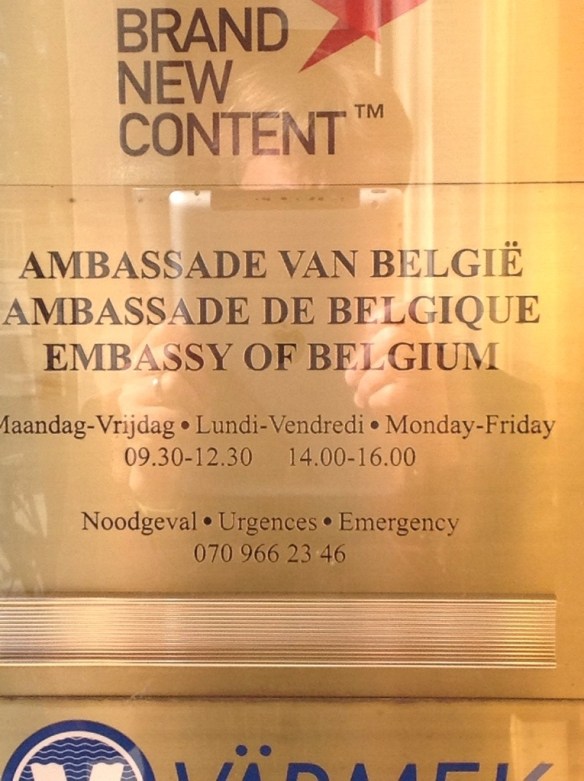 BRAND
NEW
CONTENT™
AMBASSADE VAN BELGIË
AMBASSADE DE BELGIQUE
EMBASSY OF BELGIUM
Maandag-Vrijdag • Lundi-Vendredi • Monday-Friday
09.30-12.30 14.00-16.00
Noodgeval • Urgences • Emergency
070 966 23 46
VÄRMEK